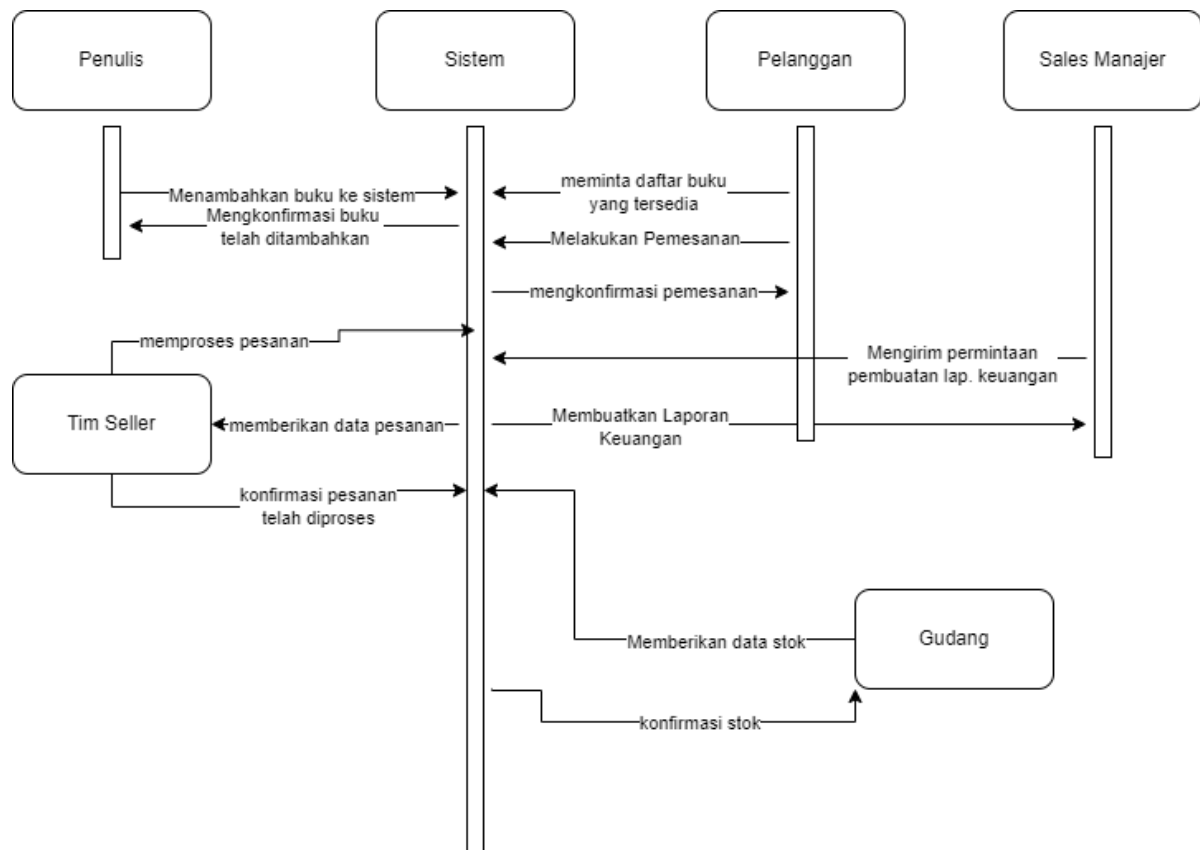 Penulis
Sistem
Pelanggan
Sales Manajer
Menambahkan buku ke sistem
meminta daftar buku
yang tersedia
Mengkonfirmasi buku
telah ditambahkan
Melakukan Pemesanan
mengkonfirmasi pemesanan
memproses pesanan
Mengirim permintaan
pembuatan lap. keuangan
Tim Seller
memberikan data pesanan
Membuatkan Laporan
Keuangan
konfirmasi pesanan
telah diproses
Memberikan data stok
Gudang
konfirmasi stok